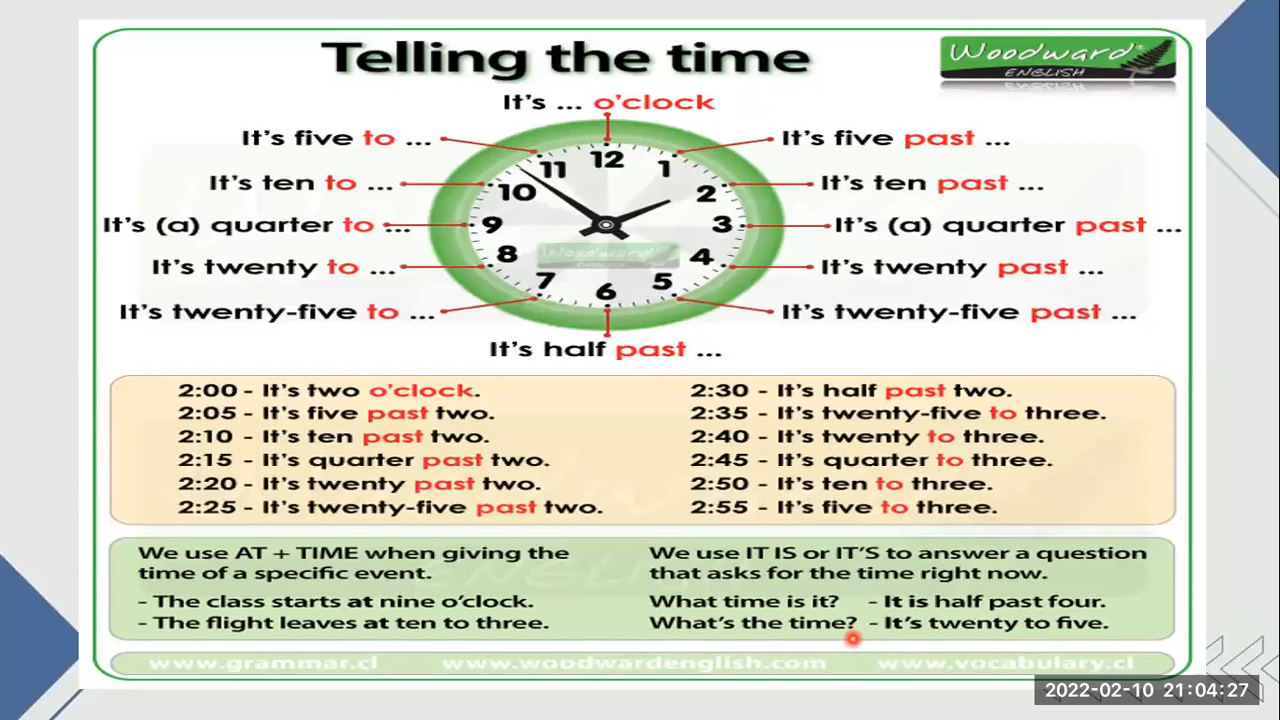 Telling the time
Woodward®
ENGLISH
It's ... o'clock
It's five to ...
It's five past ...
It's ten to ...
It's ten past ...
It's (a) quarter to ...
It's (a) quarter past ...
It's twenty to ...
It's twenty past ...
It's twenty-five to ...
It's twenty-five past ...
It's half past ...
12
1
2
3
4
5
6
7
8
9
10
11
2:00 - It's two o'clock.
2:05 - It's five past two.
2:10 - It's ten past two.
2:15 - It's quarter past two.
2:20 - It's twenty past two.
2:25 - It's twenty-five past two.
2:30 - It's half past two.
2:35 - It's twenty-five to three.
2:40 - It's twenty to three.
2:45 - It's quarter to three.
2:50 - It's ten to three.
2:55 - It's five to three.
We use AT + TIME when giving the
time of a specific event.
- The class starts at nine o'clock.
- The flight leaves at ten to three.
We use IT IS or IT'S to answer a question
that asks for the time right now.
What time is it? - It is half past four.
What's the time? - It's twenty to five.
www.grammar.cl www.woodwardenglish.com www.vocabulary.cl
2022-02-10 21:04:27